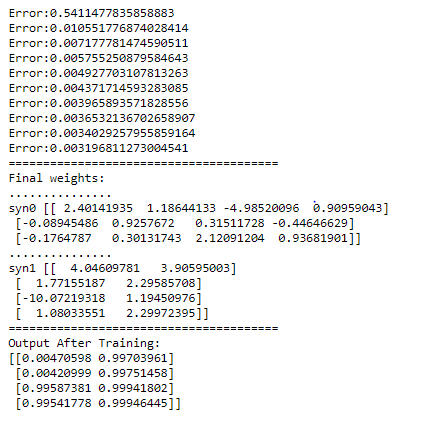 Error:0.5411477835858883
Error:0.010551776874028414
Error:0.007177781474590511
Error:0.005755250879584643
Error:0.004927703107813263
Error:0.004371714593283085
Error:0.003965893571828556
Error:0.0036532136702658907
Error:0.0034029257955859164
Error:0.003196811273004541
=======================================
Final weights:
...............
syn0 [[ 2.40141935  1.18644133 -4.98520096  0.90959043]
 [-0.08945486  0.9257672   0.31511728 -0.44646629]
 [-0.1764787   0.30131743  2.12091204  0.93681901]]
...............
syn1 [[  4.04609781   3.90595003]
 [  1.77155187   2.29585708]
 [-10.07219318   1.19450976]
 [  1.08033551   2.29972395]]
=======================================
Output After Training:
[[0.00470598 0.99703961]
 [0.00420999 0.99751458]
 [0.99587381 0.99941802]
 [0.99541778 0.99946445]]